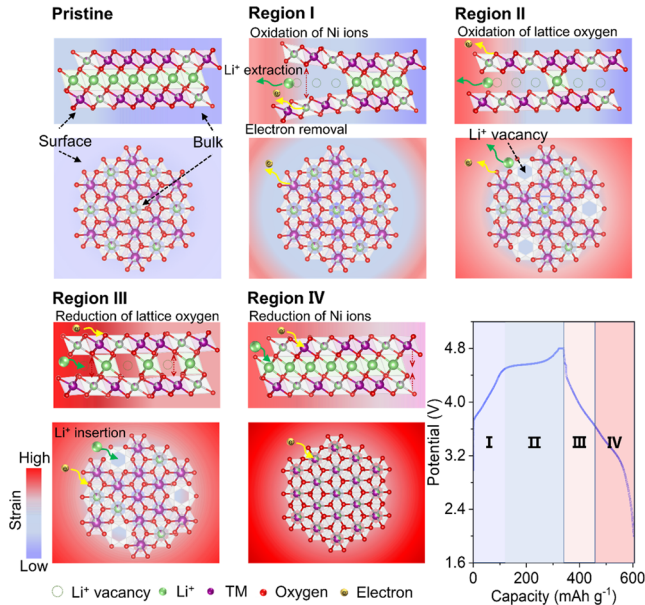 Pristine
Region I
Region II
Oxidation of Ni ions
Oxidation of lattice oxygen
Li⁺ extraction
Surface
Bulk
Electron removal
Li⁺ vacancy
Region III
Region IV
Reduction of lattice oxygen
Reduction of Ni ions
Li⁺ insertion
High
Strain
Low
Potential (V)
4.8
4.0
3.2
2.4
1.6
I
II
III
IV
0
200
400
600
Capacity (mAh g⁻¹)
Li⁺ vacancy
Li⁺
TM
Oxygen
Electron